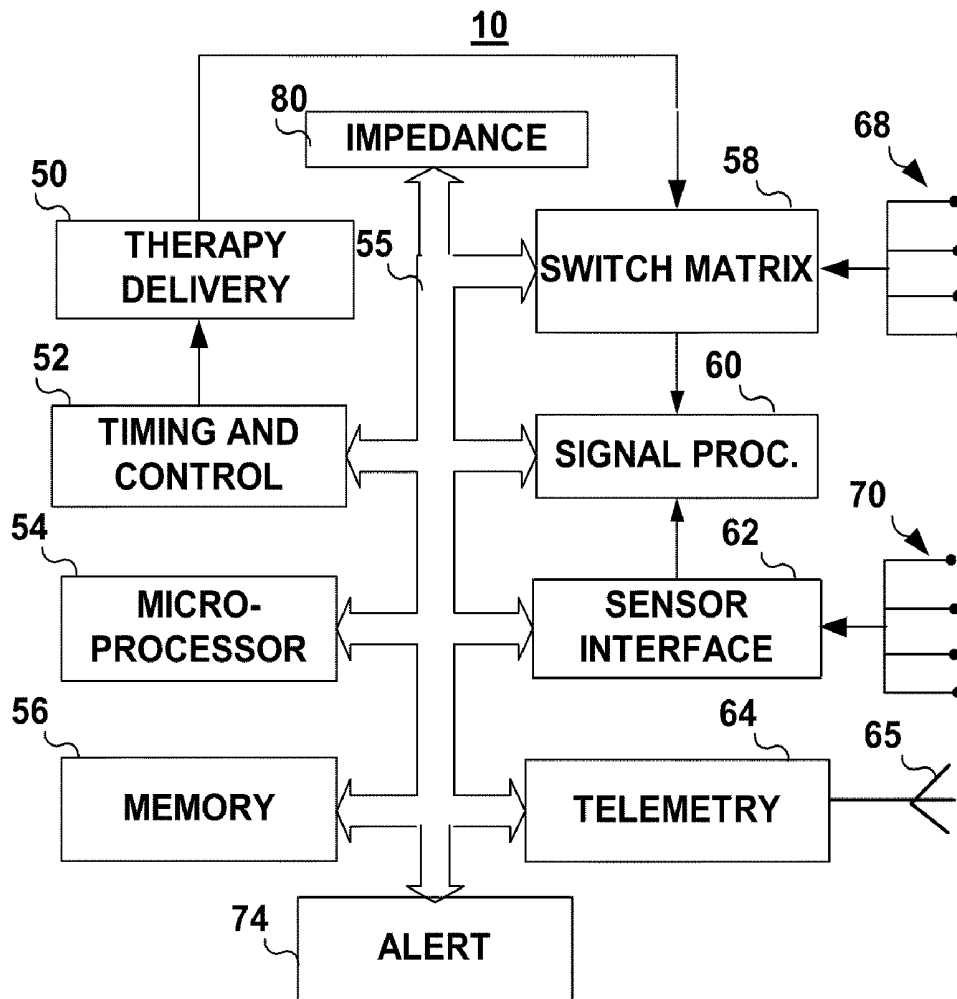 10
80
IMPEDANCE
68
50
58
THERAPY
DELIVERY
55
SWITCH MATRIX
52
60
TIMING AND
CONTROL
SIGNAL PROC.
54
62
70
MICRO-
PROCESSOR
SENSOR
INTERFACE
56
64
65
MEMORY
TELEMETRY
74
ALERT